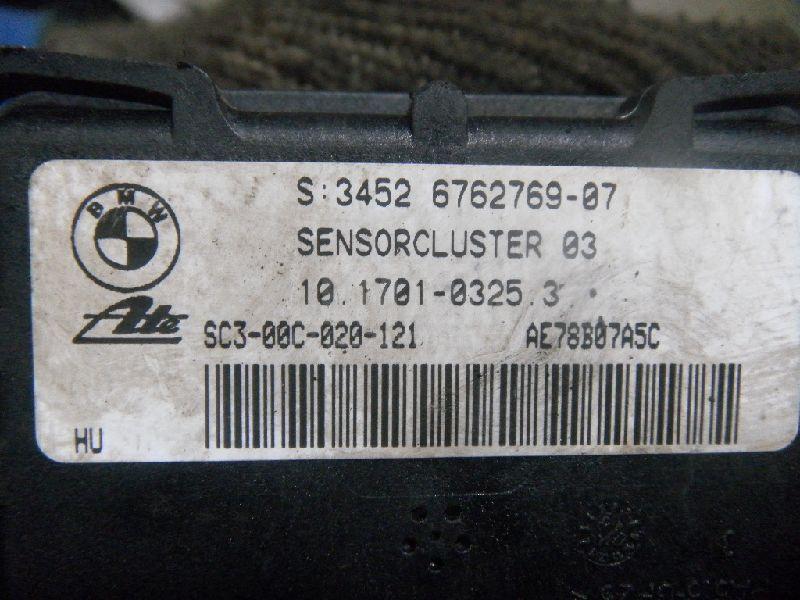 BMW
S:3452 6762769-07
SENSORCLUSTER 03
10.1701-0325.3
Ate
SC3-00C-020-121 AE78B07A5C
HU